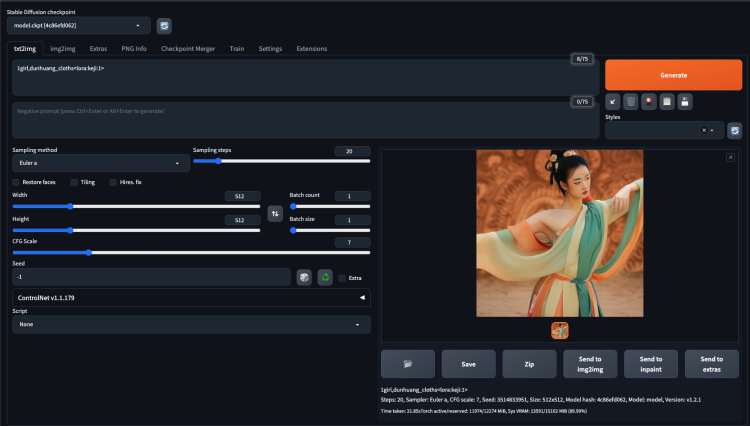 Stable Diffusion checkpoint
model.ckpt [4c86efd062]
txt2img img2img Extras PNG Info Checkpoint Merger Train Settings Extensions
8/75
1girl,dunhuang_cloths<lora:keji:1>
0/75
Negative prompt (press Ctrl+Enter or Alt+Enter to generate)
Generate
Styles
Sampling method
Euler a
Sampling steps
20
Restore faces Tiling Hires. fix
Width
512
Batch count
1
Height
512
Batch size
1
CFG Scale
7
Seed
-1
Extra
ControlNet v1.1.179
Script
None
Save
Zip
Send to img2img
Send to inpaint
Send to extras
1girl,dunhuang_cloths<lora:keji:1>
Steps: 20, Sampler: Euler a, CFG scale: 7, Seed: 3514833951, Size: 512x512, Model hash: 4c86efd062, Model: model, Version: v1.2.1
Time taken: 21.85sTorch active/reserved: 11974/12274 MiB, Sys VRAM: 13591/15102 MiB (89.99%)